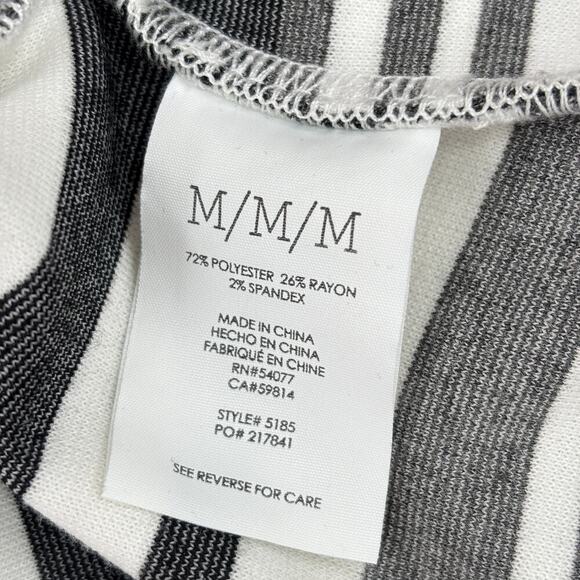 M/M/M
72% POLYESTER 26% RAYON
2% SPANDEX
MADE IN CHINA
HECHO EN CHINA
FABRIQUÉ EN CHINE
RN#54077
CA#59814
STYLE# 5185
PO# 217841
SEE REVERSE FOR CARE